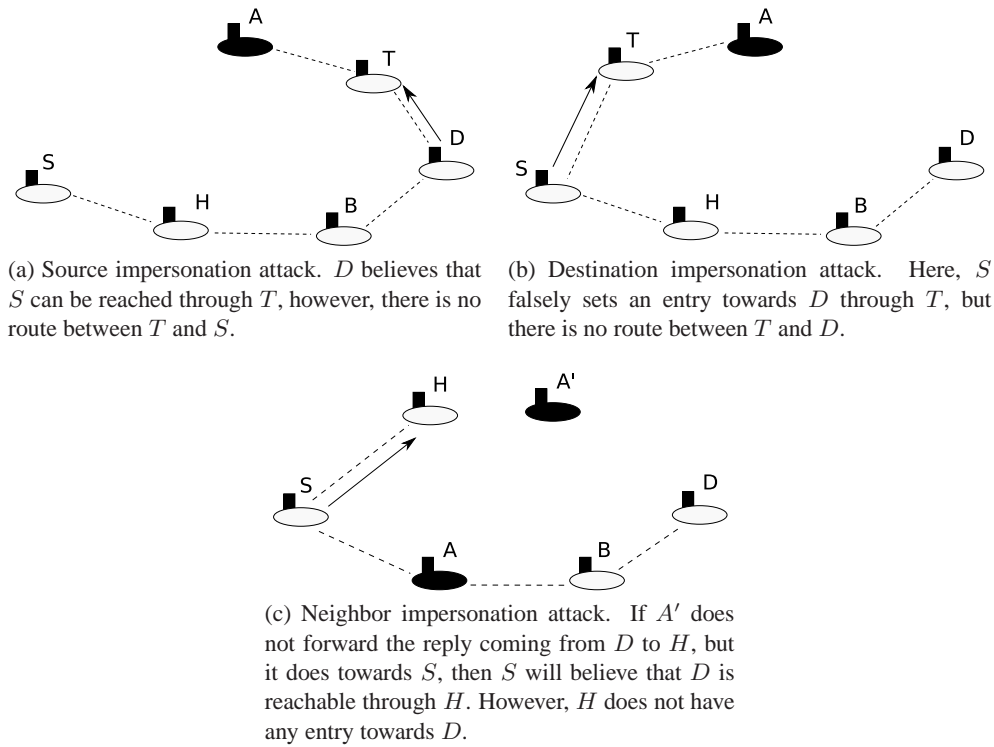 A
T
D
S
H
B
(a) Source impersonation attack. D believes that
S can be reached through T, however, there is no
route between T and S.
A
T
D
S
H
B
(b) Destination impersonation attack. Here, S
falsely sets an entry towards D through T, but
there is no route between T and D.
H
A'
S
D
A
B
(c) Neighbor impersonation attack. If A′ does
not forward the reply coming from D to H, but
it does towards S, then S will believe that D is
reachable through H. However, H does not have
any entry towards D.